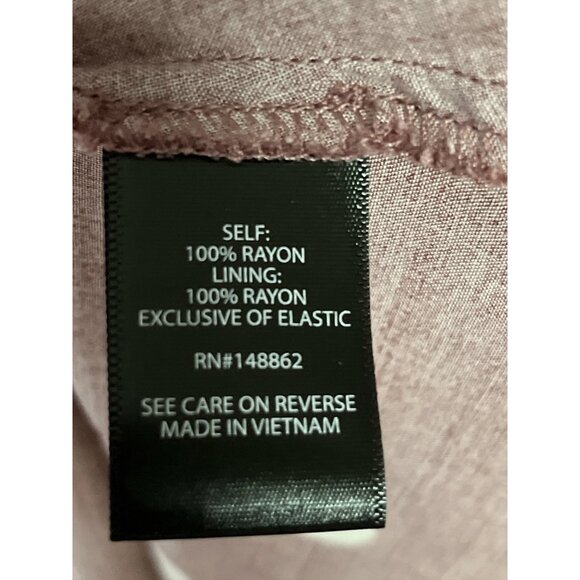 SELF:
100% RAYON
LINING:
100% RAYON
EXCLUSIVE OF ELASTIC
RN#148862
SEE CARE ON REVERSE
MADE IN VIETNAM